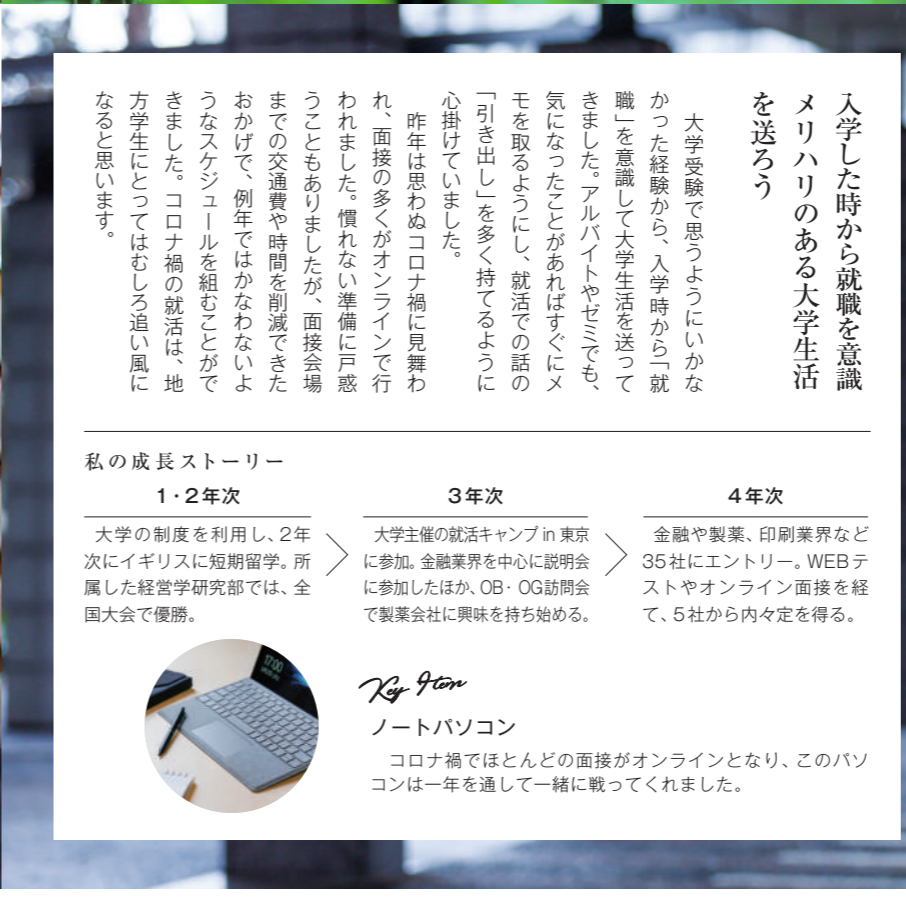 入学した時から就職を意識
メリハリのある大学生活
を送ろう
大学受験で思うようにいかな
かった経験から、入学時から「就
職」を意識して大学生活を送って
きました。アルバイトやゼミでも、
気になったことがあればすぐにメ
モを取るようにし、就活での話の
「引き出し」を多く持てるように
心掛けていました。
昨年は思わぬコロナ禍に見舞わ
れ、面接の多くがオンラインで行
われました。慣れない準備に戸惑
うこともありましたが、面接会場
までの交通費や時間を削減できた
おかげで、例年ではかなわないよ
うなスケジュールを組むことがで
きました。コロナ禍の就活は、地
方学生にとってはむしろ追い風に
なると思います。
私の成長ストーリー
1・2年次
大学の制度を利用し、2年
次にイギリスに短期留学。所
属した経営学研究部では、全
国大会で優勝。
3年次
大学主催の就活キャンプ in 東京
に参加。金融業界を中心に説明会
に参加したほか、OB・OG訪問会
で製薬会社に興味を持ち始める。
4年次
金融や製薬、印刷業界など
35社にエントリー。WEBテ
ストやオンライン面接を経
て、5社から内々定を得る。
17:00
Key Item
ノートパソコン
コロナ禍でほとんどの面接がオンラインとなり、このパソ
コンは一年を通して一緒に戦ってくれました。